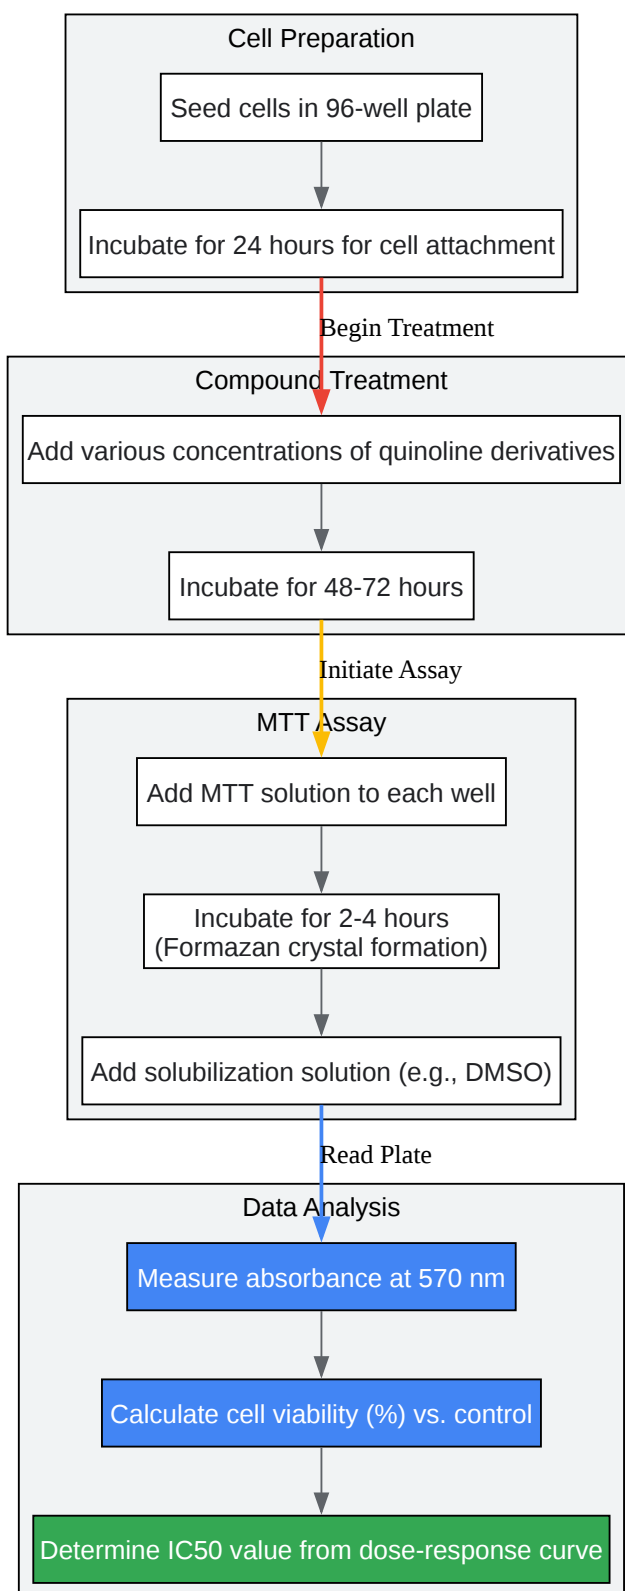 Cell Preparation
Seed cells in 96-well plate
Incubate for 24 hours for cell attachment
Begin Treatment
Compound Treatment
Add various concentrations of quinoline derivatives
Incubate for 48-72 hours
Initiate Assay
MTT Assay
Add MTT solution to each well
Incubate for 2-4 hours
(Formazan crystal formation)
Add solubilization solution (e.g., DMSO)
Read Plate
Data Analysis
Measure absorbance at 570 nm
Calculate cell viability (%) vs. control
Determine IC50 value from dose-response curve